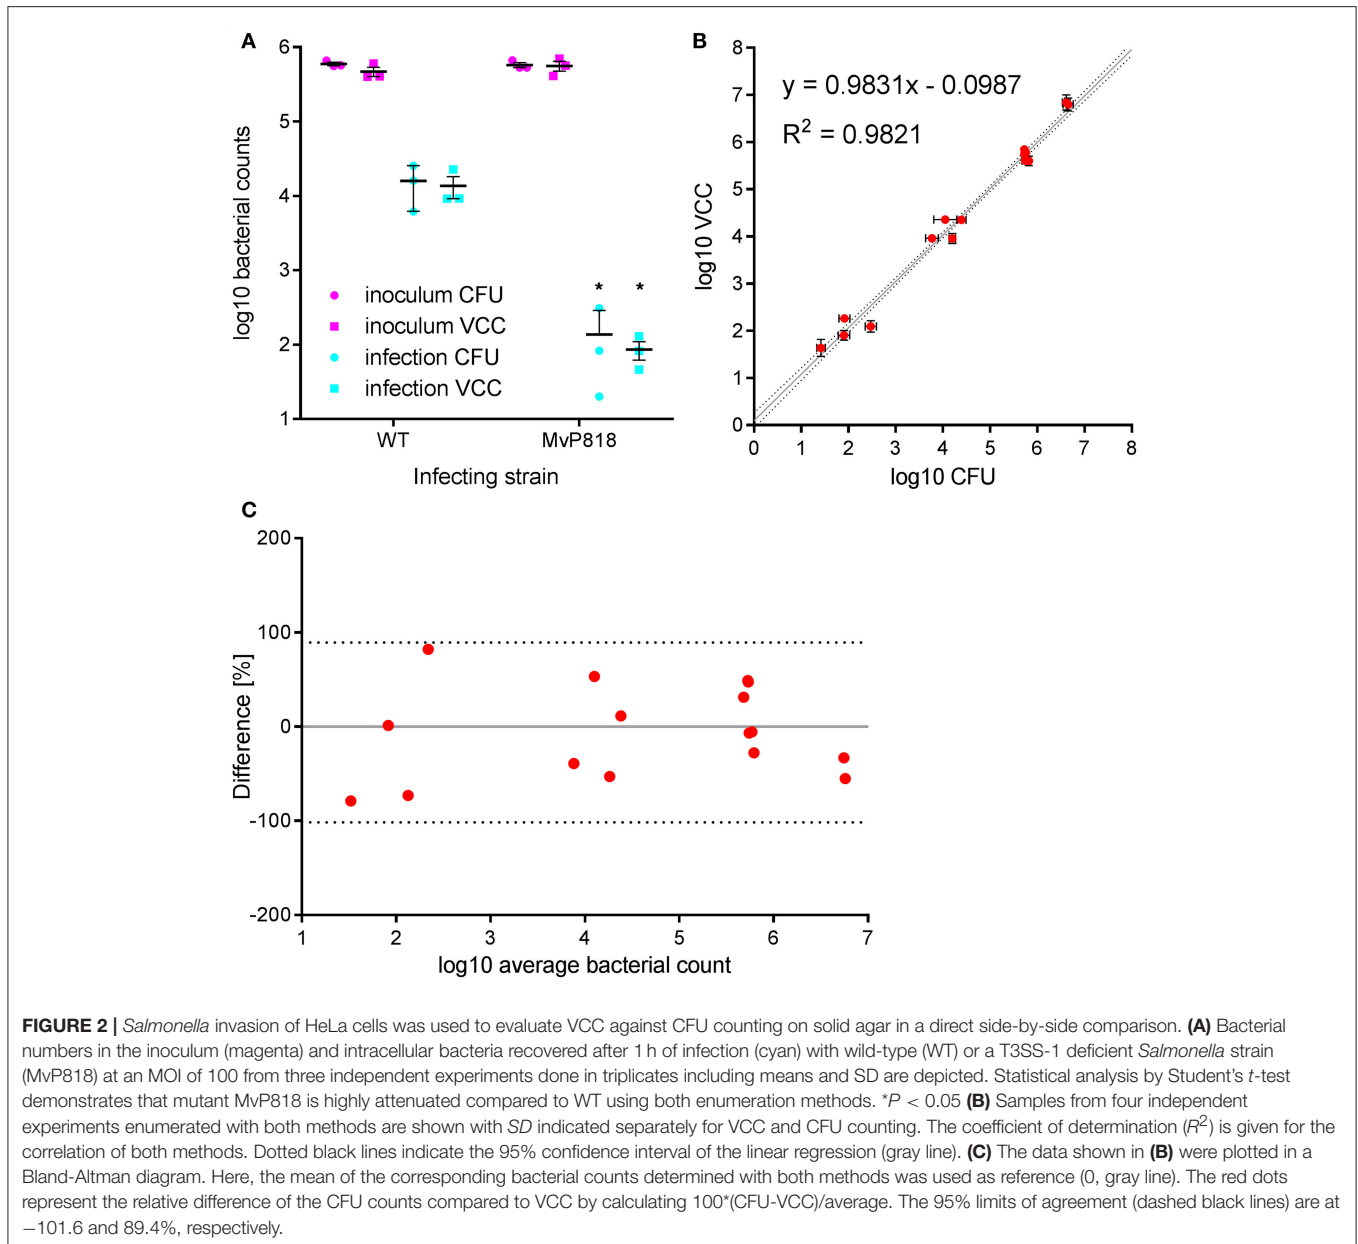 A
6
5
4
3
2
1
log10 bacterial counts
inoculum CFU
inoculum VCC
infection CFU
infection VCC
* *
WT MvP818
Infecting strain
B
8
7
6
5
4
3
2
1
0
log10 VCC
y = 0.9831x - 0.0987
R² = 0.9821
0 1 2 3 4 5 6 7 8
log10 CFU
C
200
100
0
-100
-200
Difference [%]
1 2 3 4 5 6 7
log10 average bacterial count
FIGURE 2 | Salmonella invasion of HeLa cells was used to evaluate VCC against CFU counting on solid agar in a direct side-by-side comparison. (A) Bacterial
numbers in the inoculum (magenta) and intracellular bacteria recovered after 1 h of infection (cyan) with wild-type (WT) or a T3SS-1 deficient Salmonella strain
(MvP818) at an MOI of 100 from three independent experiments done in triplicates including means and SD are depicted. Statistical analysis by Student's t-test
demonstrates that mutant MvP818 is highly attenuated compared to WT using both enumeration methods. *P < 0.05 (B) Samples from four independent
experiments enumerated with both methods are shown with SD indicated separately for VCC and CFU counting. The coefficient of determination (R²) is given for the
correlation of both methods. Dotted black lines indicate the 95% confidence interval of the linear regression (gray line). (C) The data shown in (B) were plotted in a
Bland-Altman diagram. Here, the mean of the corresponding bacterial counts determined with both methods was used as reference (0, gray line). The red dots
represent the relative difference of the CFU counts compared to VCC by calculating 100*(CFU-VCC)/average. The 95% limits of agreement (dashed black lines) are at
−101.6 and 89.4%, respectively.